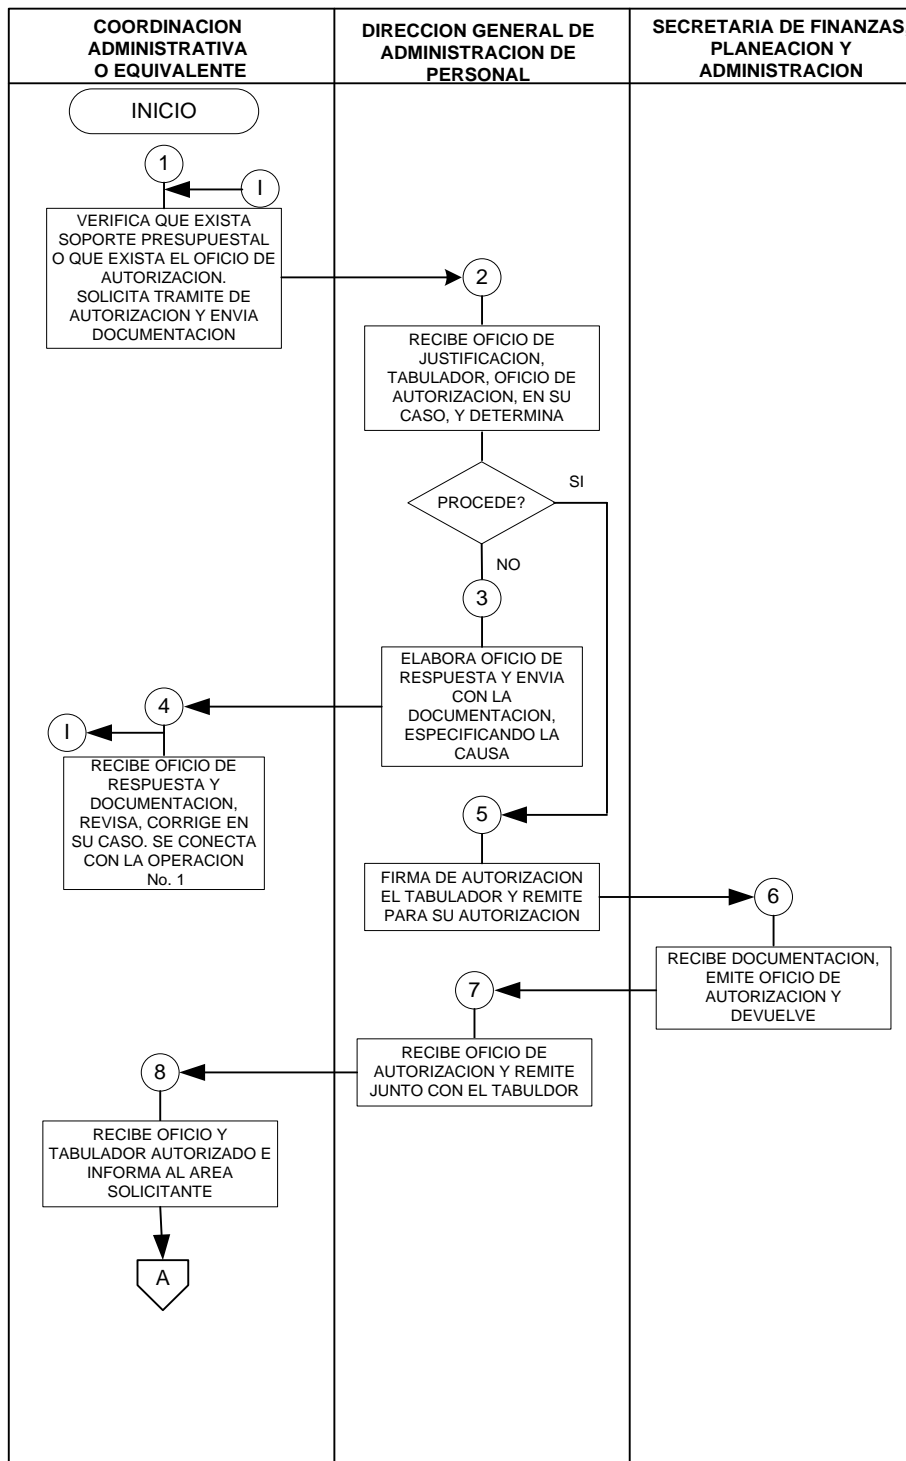 COORDINACION
ADMINISTRATIVA
O EQUIVALENTE
DIRECCION GENERAL DE
ADMINISTRACION DE
PERSONAL
SECRETARIA DE FINANZAS,
PLANEACION Y
ADMINISTRACION
INICIO
1
I
VERIFICA QUE EXISTA
SOPORTE PRESUPUESTAL
O QUE EXISTA EL OFICIO DE
AUTORIZACION.
SOLICITA TRAMITE DE
AUTORIZACION Y ENVIA
DOCUMENTACION
2
RECIBE OFICIO DE
JUSTIFICACION,
TABULADOR, OFICIO DE
AUTORIZACION, EN SU
CASO, Y DETERMINA
PROCEDE?
SI
NO
3
ELABORA OFICIO DE
RESPUESTA Y ENVIA
CON LA
DOCUMENTACION,
ESPECIFICANDO LA
CAUSA
4
I
RECIBE OFICIO DE
RESPUESTA Y
DOCUMENTACION,
REVISA, CORRIGE EN
SU CASO. SE CONECTA
CON LA OPERACION
No. 1
5
FIRMA DE AUTORIZACION
EL TABULADOR Y REMITE
PARA SU AUTORIZACION
6
RECIBE DOCUMENTACION,
EMITE OFICIO DE
AUTORIZACION Y
DEVUELVE
7
RECIBE OFICIO DE
AUTORIZACION Y REMITE
JUNTO CON EL TABULDOR
8
RECIBE OFICIO Y
TABULADOR AUTORIZADO E
INFORMA AL AREA
SOLICITANTE
A